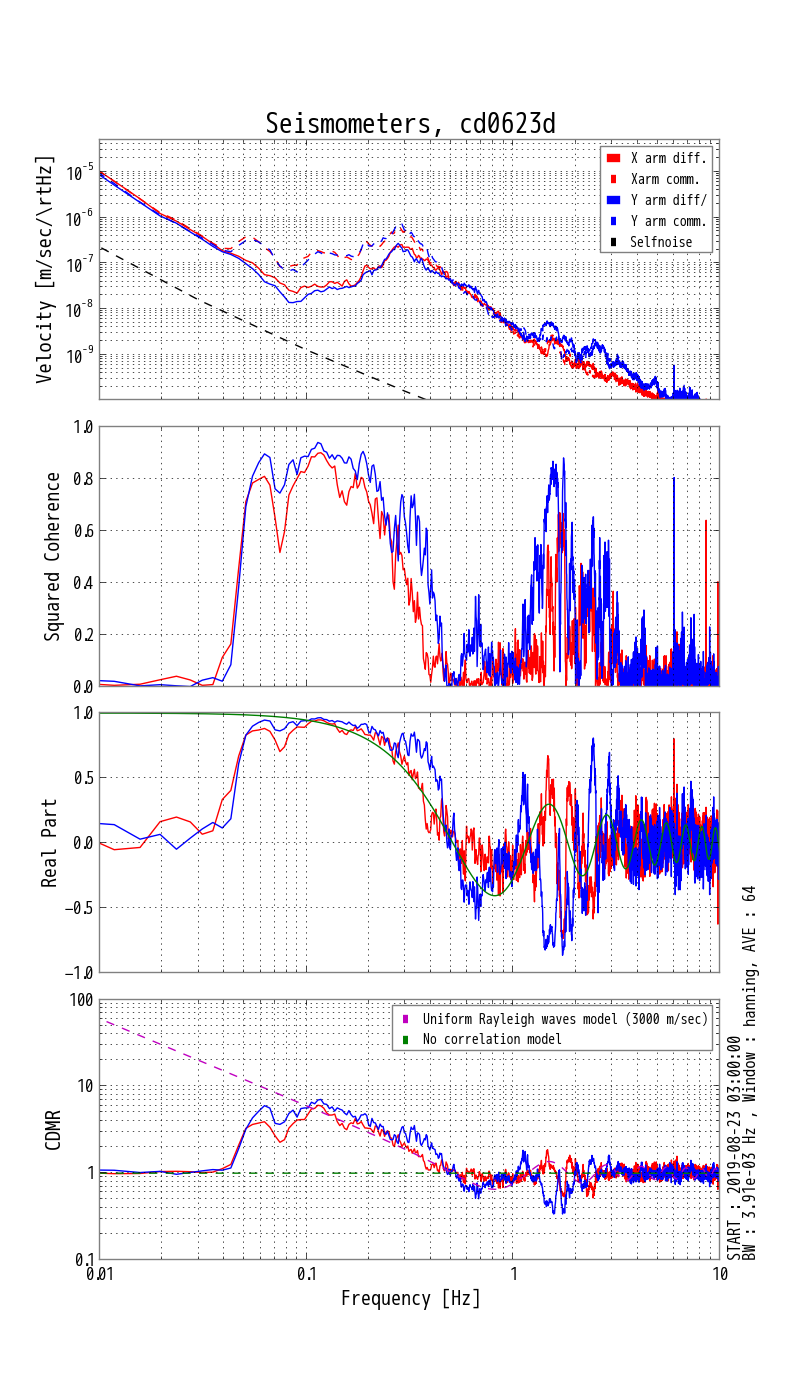 Seismometers, cd0623d
Velocity [m/sec/\rtHz]
10^-5
10^-6
10^-7
10^-8
10^-9
X arm diff.
Xarm comm.
Y arm diff/
Y arm comm.
Selfnoise
Squared Coherence
1.0
0.8
0.6
0.4
0.2
0.0
Real Part
1.0
0.5
0.0
−0.5
−1.0
CDMR
100
10
1
0.1
Uniform Rayleigh waves model (3000 m/sec)
No correlation model
0.01
0.1
1
10
Frequency [Hz]
START : 2019-08-23 03:00:00
BW : 3.91e-03 Hz , Window : hanning, AVE : 64